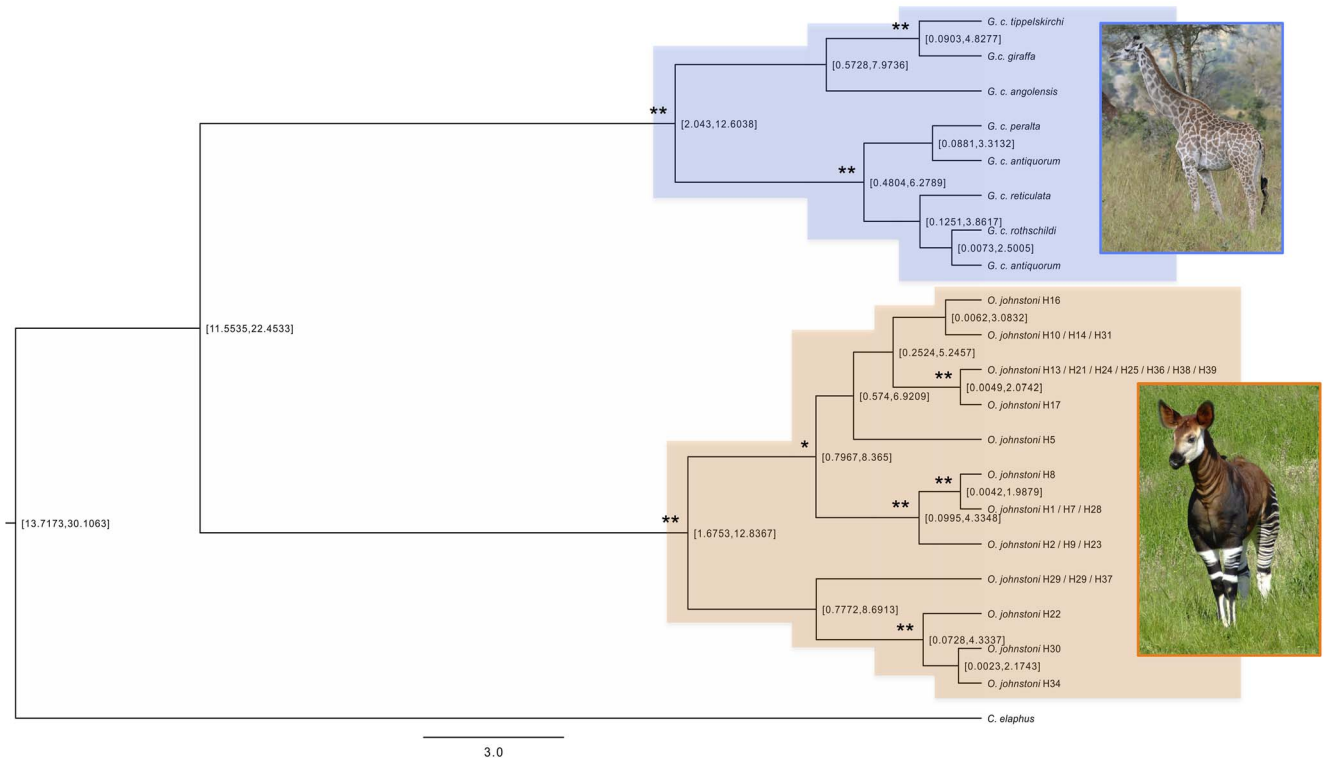 **
G. c. tippelskirchi
[0.0903,4.8277]
G.c. giraffa
[0.5728,7.9736]
G. c. angolensis
**
[2.043,12.6038]
G. c. peralta
[0.0881,3.3132]
G. c. antiquorum
**
[0.4804,6.2789]
G. c. reticulata
[0.1251,3.8617]
G. c. rothschildi
[0.0073,2.5005]
G. c. antiquorum
[11.5535,22.4533]
O. johnstoni H16
[0.0062,3.0832]
O. johnstoni H10 / H14 / H31
[0.2524,5.2457]
**
O. johnstoni H13 / H21 / H24 / H25 / H36 / H38 / H39
[0.0049,2.0742]
O. johnstoni H17
[0.574,6.9209]
O. johnstoni H5
*
[0.7967,8.365]
**
O. johnstoni H8
[0.0042,1.9879]
O. johnstoni H1 / H7 / H28
**
[0.0995,4.3348]
O. johnstoni H2 / H9 / H23
**
[1.6753,12.8367]
O. johnstoni H29 / H29 / H37
[0.7772,8.6913]
O. johnstoni H22
**
[0.0728,4.3337]
O. johnstoni H30
[0.0023,2.1743]
O. johnstoni H34
[13.7173,30.1063]
C. elaphus
3.0